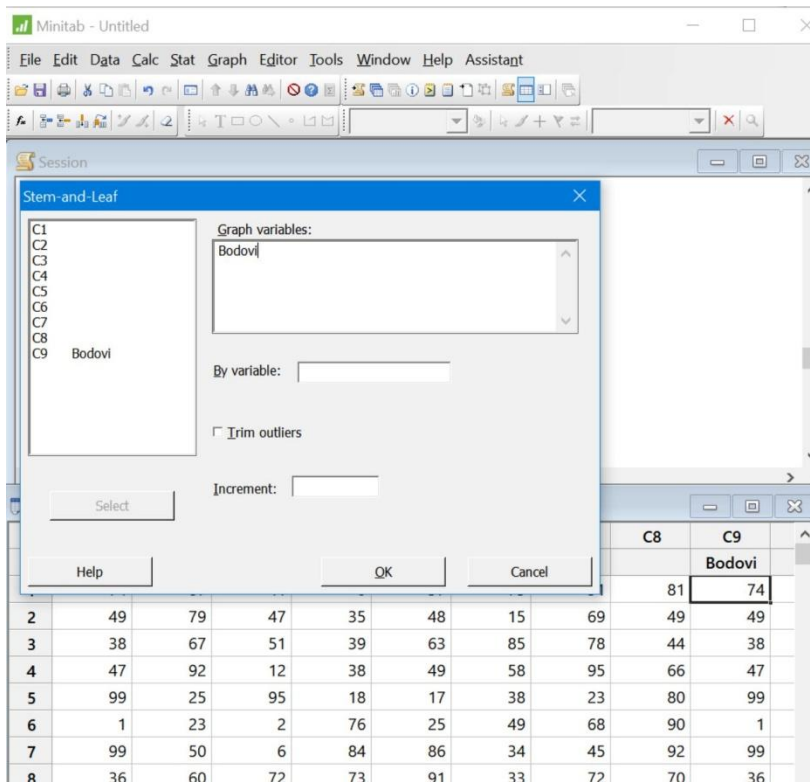 Minitab - Untitled
File Edit Data Calc Stat Graph Editor Tools Window Help Assistant
Session
Stem-and-Leaf
C1
C2
C3
C4
C5
C6
C7
C8
C9 Bodovi
Graph variables:
Bodovi
By variable:
Trim outliers
Increment:
Select
Help OK Cancel
C8 C9
Bodovi
81 74
2 49 79 47 35 48 15 69 49 49
3 38 67 51 39 63 85 78 44 38
4 47 92 12 38 49 58 95 66 47
5 99 25 95 18 17 38 23 80 99
6 1 23 2 76 25 49 68 90 1
7 99 50 6 84 86 34 45 92 99
8 36 60 72 73 91 33 72 70 36